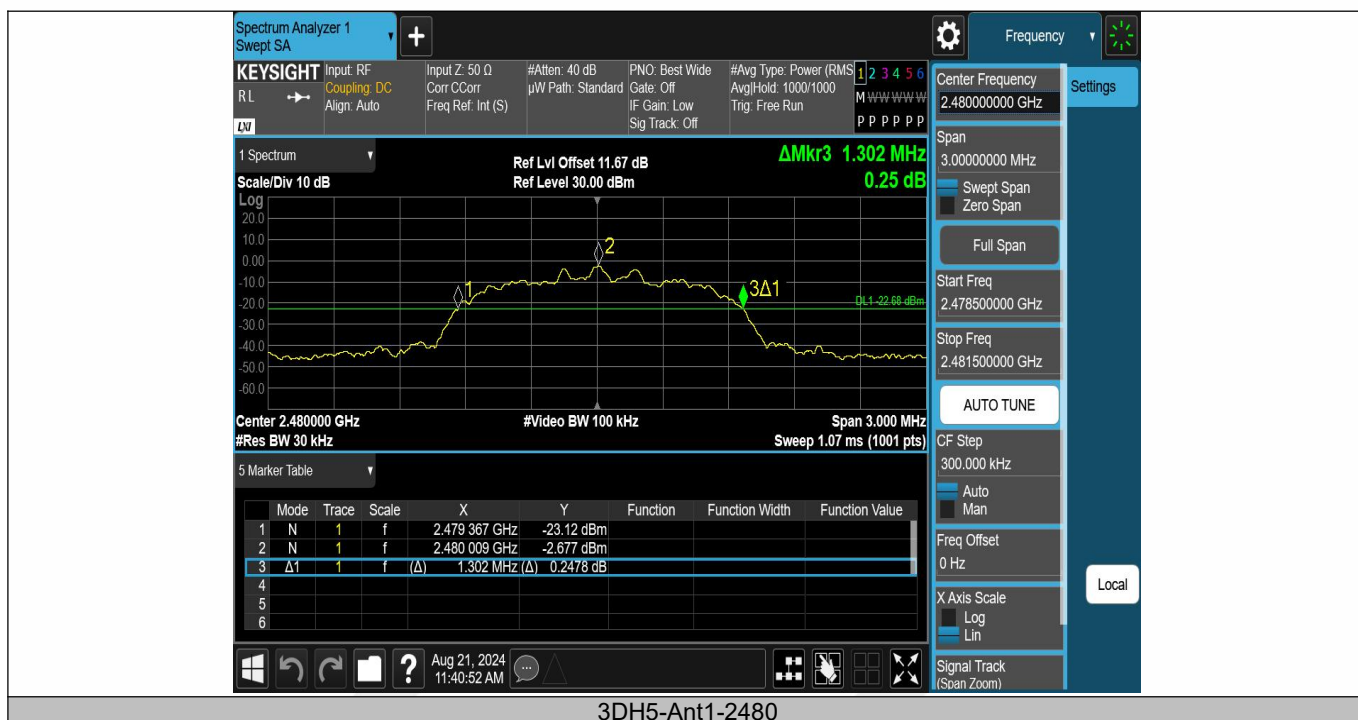 Spectrum Analyzer 1
Swept SA
+
Frequency
KEYSIGHT
RL
LXI
Input: RF
Coupling: DC
Align: Auto
Input Z: 50 Ω
Corr CCorr
Freq Ref: Int (S)
#Atten: 40 dB
µW Path: Standard
PNO: Best Wide
Gate: Off
IF Gain: Low
Sig Track: Off
#Avg Type: Power (RMS
Avg|Hold: 1000/1000
Trig: Free Run
1 2 3 4 5 6
M W W W W W
P P P P P P
1 Spectrum
Scale/Div 10 dB
Ref Lvl Offset 11.67 dB
Ref Level 30.00 dBm
ΔMkr3 1.302 MHz
0.25 dB
Log
20.0
10.0
0.00
-10.0
-20.0
-30.0
-40.0
-50.0
-60.0
1
2
3Δ1
DL1 -22.68 dBm
Center 2.480000 GHz
#Res BW 30 kHz
#Video BW 100 kHz
Span 3.000 MHz
Sweep 1.07 ms (1001 pts)
5 Marker Table
Mode Trace Scale X Y Function Function Width Function Value
1 N 1 f 2.479 367 GHz -23.12 dBm
2 N 1 f 2.480 009 GHz -2.677 dBm
3 Δ1 1 f (Δ) 1.302 MHz (Δ) 0.2478 dB
4
5
6
?
Aug 21, 2024
11:40:52 AM
Settings
Center Frequency
2.480000000 GHz
Span
3.00000000 MHz
Swept Span
Zero Span
Full Span
Start Freq
2.478500000 GHz
Stop Freq
2.481500000 GHz
AUTO TUNE
CF Step
300.000 kHz
Auto
Man
Freq Offset
0 Hz
X Axis Scale
Log
Lin
Signal Track
(Span Zoom)
Local
3DH5-Ant1-2480